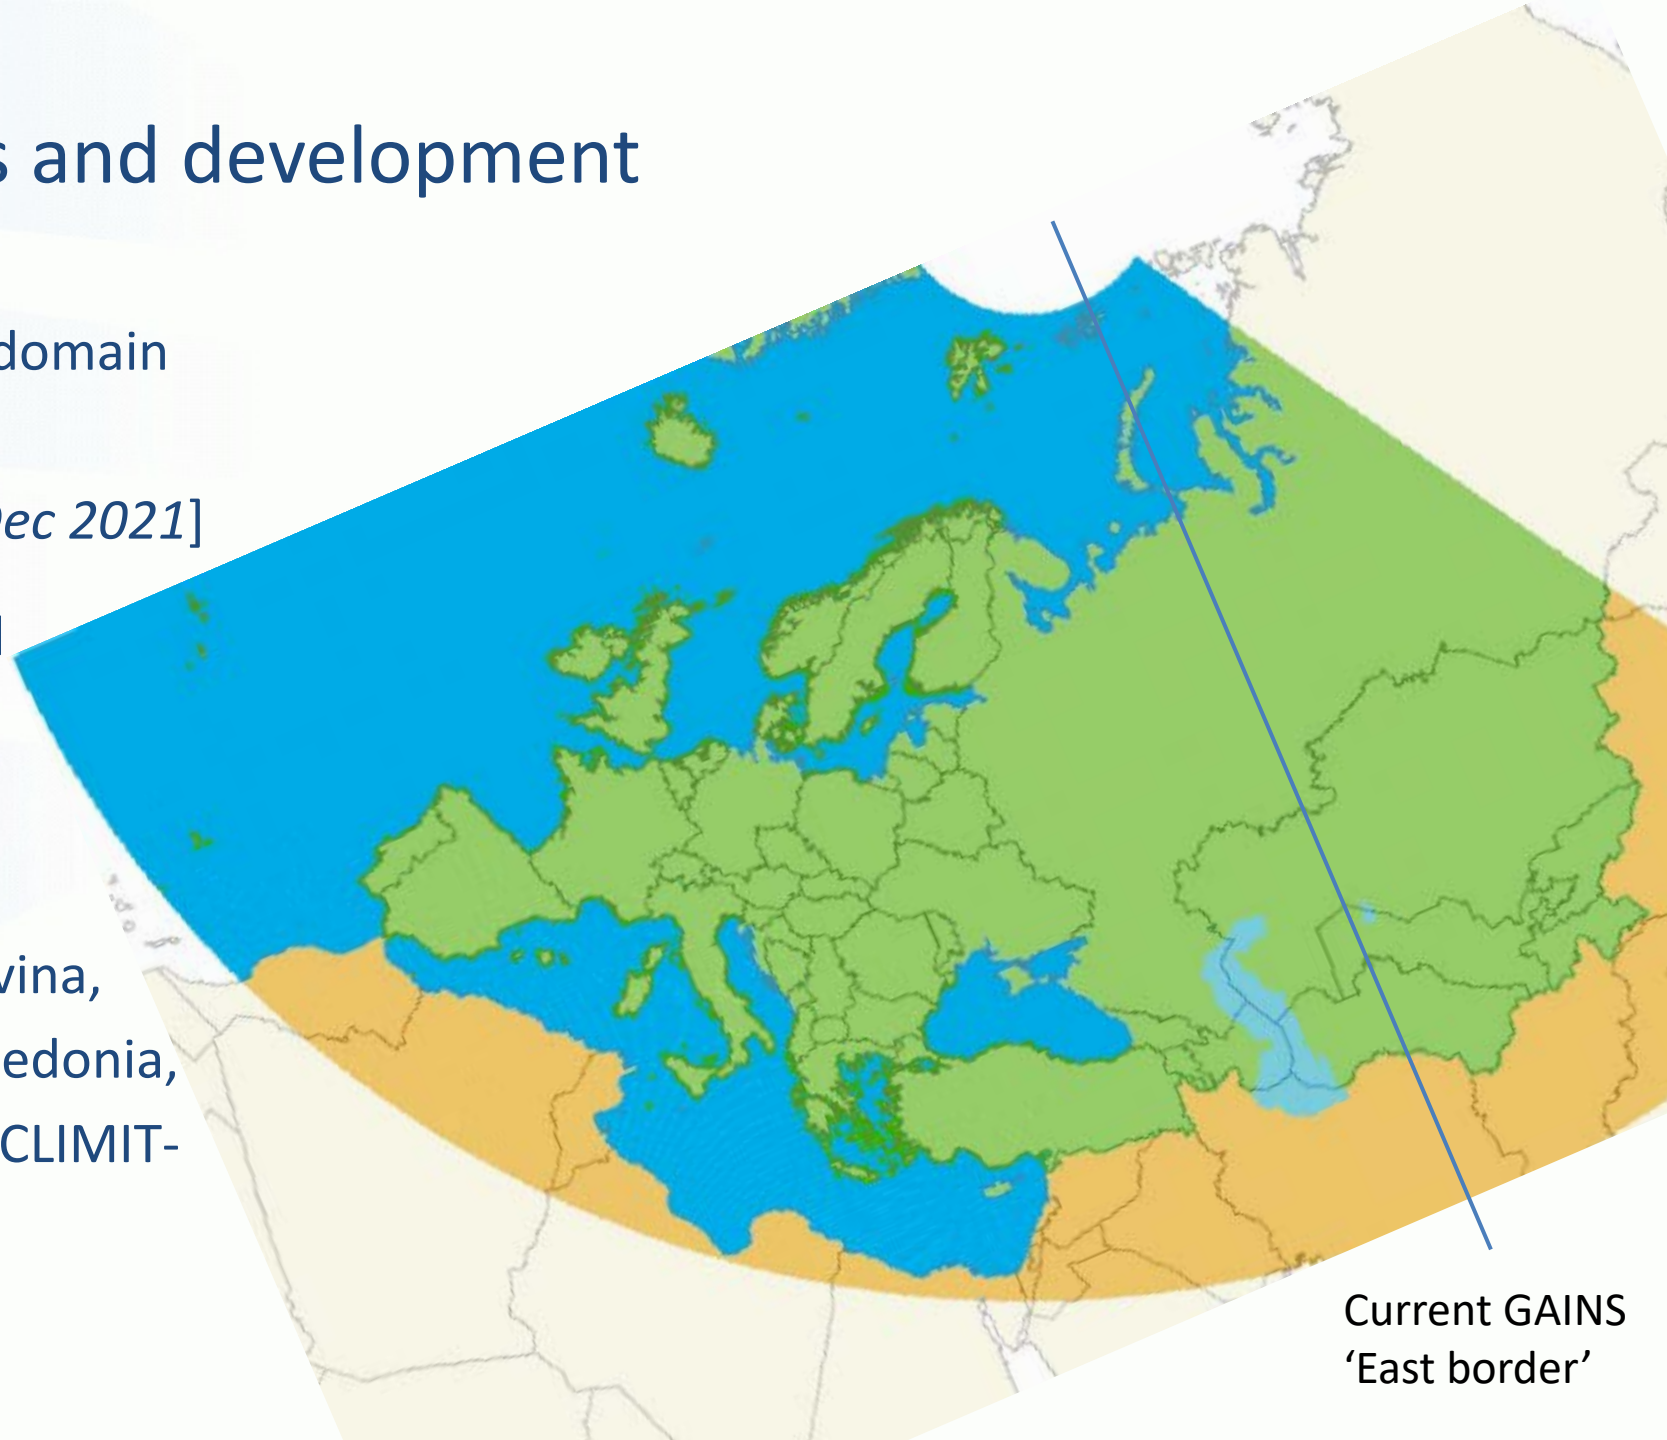 s and development
domain
ec 2021]
vina,
edonia,
CLIMIT-
Current GAINS
‘East border’